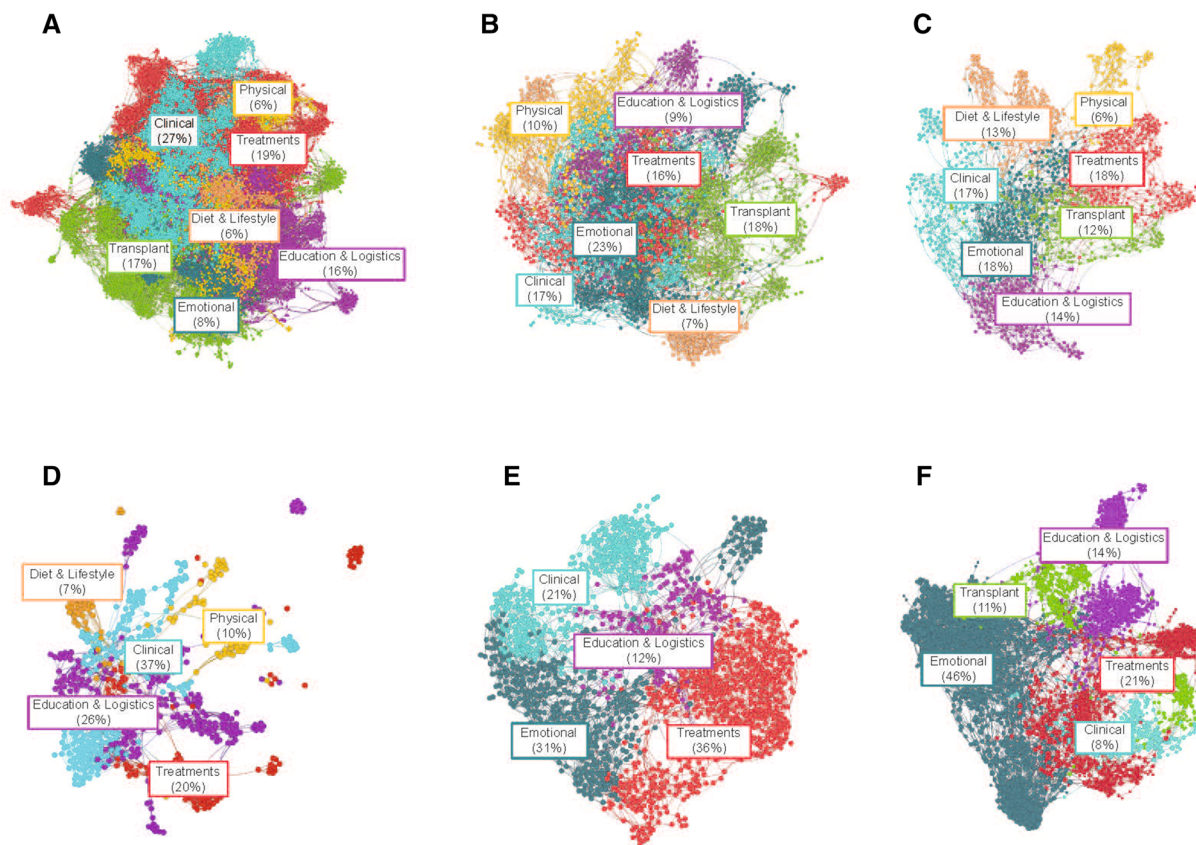 A
Physical
(6%)
Clinical
(27%)
Treatments
(19%)
Diet & Lifestyle
(6%)
Transplant
(17%)
Education & Logistics
(16%)
Emotional
(8%)
B
Education & Logistics
(9%)
Physical
(10%)
Treatments
(16%)
Transplant
(18%)
Emotional
(23%)
Clinical
(17%)
Diet & Lifestyle
(7%)
C
Physical
(6%)
Diet & Lifestyle
(13%)
Treatments
(18%)
Clinical
(17%)
Transplant
(12%)
Emotional
(18%)
Education & Logistics
(14%)
D
Diet & Lifestyle
(7%)
Physical
(10%)
Clinical
(37%)
Education & Logistics
(26%)
Treatments
(20%)
E
Clinical
(21%)
Education & Logistics
(12%)
Emotional
(31%)
Treatments
(36%)
F
Education & Logistics
(14%)
Transplant
(11%)
Emotional
(46%)
Treatments
(21%)
Clinical
(8%)